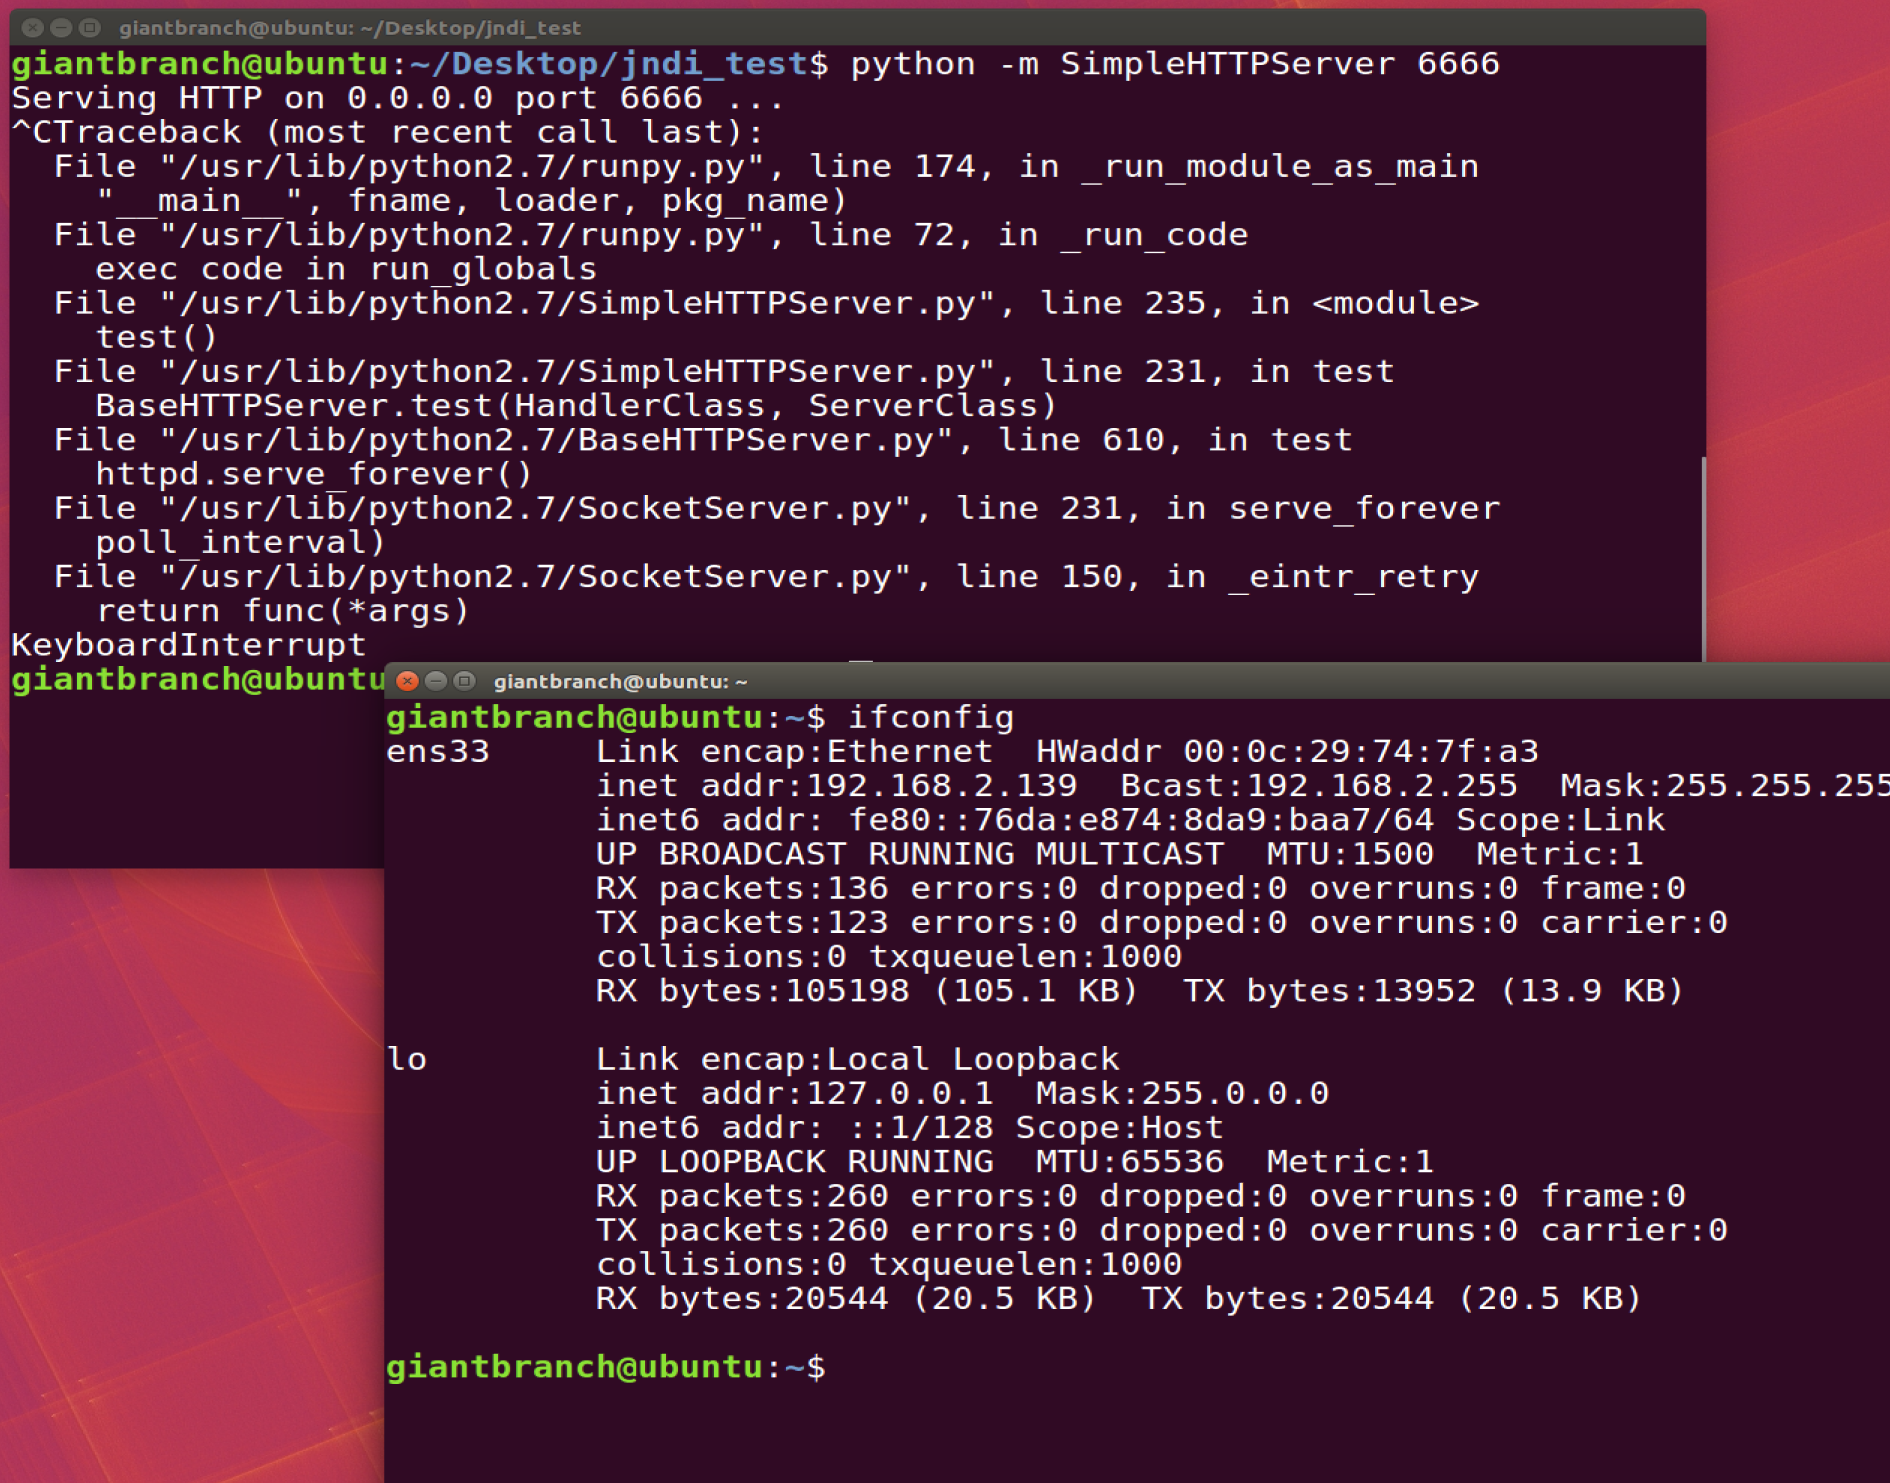 giantbranch@ubuntu: ~/Desktop/jndi_test
giantbranch@ubuntu:~/Desktop/jndi_test$ python -m SimpleHTTPServer 6666
Serving HTTP on 0.0.0.0 port 6666 ...
^CTraceback (most recent call last):
  File "/usr/lib/python2.7/runpy.py", line 174, in _run_module_as_main
    "__main__", fname, loader, pkg_name)
  File "/usr/lib/python2.7/runpy.py", line 72, in _run_code
    exec code in run_globals
  File "/usr/lib/python2.7/SimpleHTTPServer.py", line 235, in <module>
    test()
  File "/usr/lib/python2.7/SimpleHTTPServer.py", line 231, in test
    BaseHTTPServer.test(HandlerClass, ServerClass)
  File "/usr/lib/python2.7/BaseHTTPServer.py", line 610, in test
    httpd.serve_forever()
  File "/usr/lib/python2.7/SocketServer.py", line 231, in serve_forever
    poll_interval)
  File "/usr/lib/python2.7/SocketServer.py", line 150, in _eintr_retry
    return func(*args)
KeyboardInterrupt
giantbranch@ubuntu
giantbranch@ubuntu: ~
giantbranch@ubuntu:~$ ifconfig
ens33     Link encap:Ethernet  HWaddr 00:0c:29:74:7f:a3
          inet addr:192.168.2.139  Bcast:192.168.2.255  Mask:255.255.255
          inet6 addr: fe80::76da:e874:8da9:baa7/64 Scope:Link
          UP BROADCAST RUNNING MULTICAST  MTU:1500  Metric:1
          RX packets:136 errors:0 dropped:0 overruns:0 frame:0
          TX packets:123 errors:0 dropped:0 overruns:0 carrier:0
          collisions:0 txqueuelen:1000
          RX bytes:105198 (105.1 KB)  TX bytes:13952 (13.9 KB)

lo        Link encap:Local Loopback
          inet addr:127.0.0.1  Mask:255.0.0.0
          inet6 addr: ::1/128 Scope:Host
          UP LOOPBACK RUNNING  MTU:65536  Metric:1
          RX packets:260 errors:0 dropped:0 overruns:0 frame:0
          TX packets:260 errors:0 dropped:0 overruns:0 carrier:0
          collisions:0 txqueuelen:1000
          RX bytes:20544 (20.5 KB)  TX bytes:20544 (20.5 KB)

giantbranch@ubuntu:~$